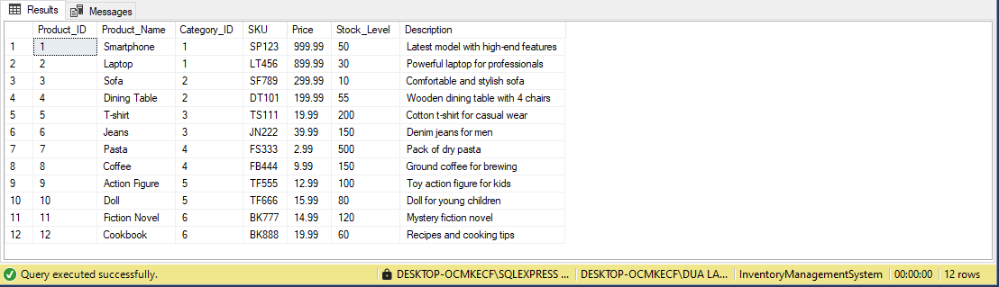 Results Messages
Product_ID Product_Name Category_ID SKU Price Stock_Level Description
1 1 Smartphone 1 SP123 999.99 50 Latest model with high-end features
2 2 Laptop 1 LT456 899.99 30 Powerful laptop for professionals
3 3 Sofa 2 SF789 299.99 10 Comfortable and stylish sofa
4 4 Dining Table 2 DT101 199.99 55 Wooden dining table with 4 chairs
5 5 T-shirt 3 TS111 19.99 200 Cotton t-shirt for casual wear
6 6 Jeans 3 JN222 39.99 150 Denim jeans for men
7 7 Pasta 4 FS333 2.99 500 Pack of dry pasta
8 8 Coffee 4 FB444 9.99 150 Ground coffee for brewing
9 9 Action Figure 5 TF555 12.99 100 Toy action figure for kids
10 10 Doll 5 TF666 15.99 80 Doll for young children
11 11 Fiction Novel 6 BK777 14.99 120 Mystery fiction novel
12 12 Cookbook 6 BK888 19.99 60 Recipes and cooking tips
Query executed successfully. DESKTOP-OCMKECF\SQLEXPRESS ... DESKTOP-OCMKECF\DUA LA... InventoryManagementSystem 00:00:00 12 rows